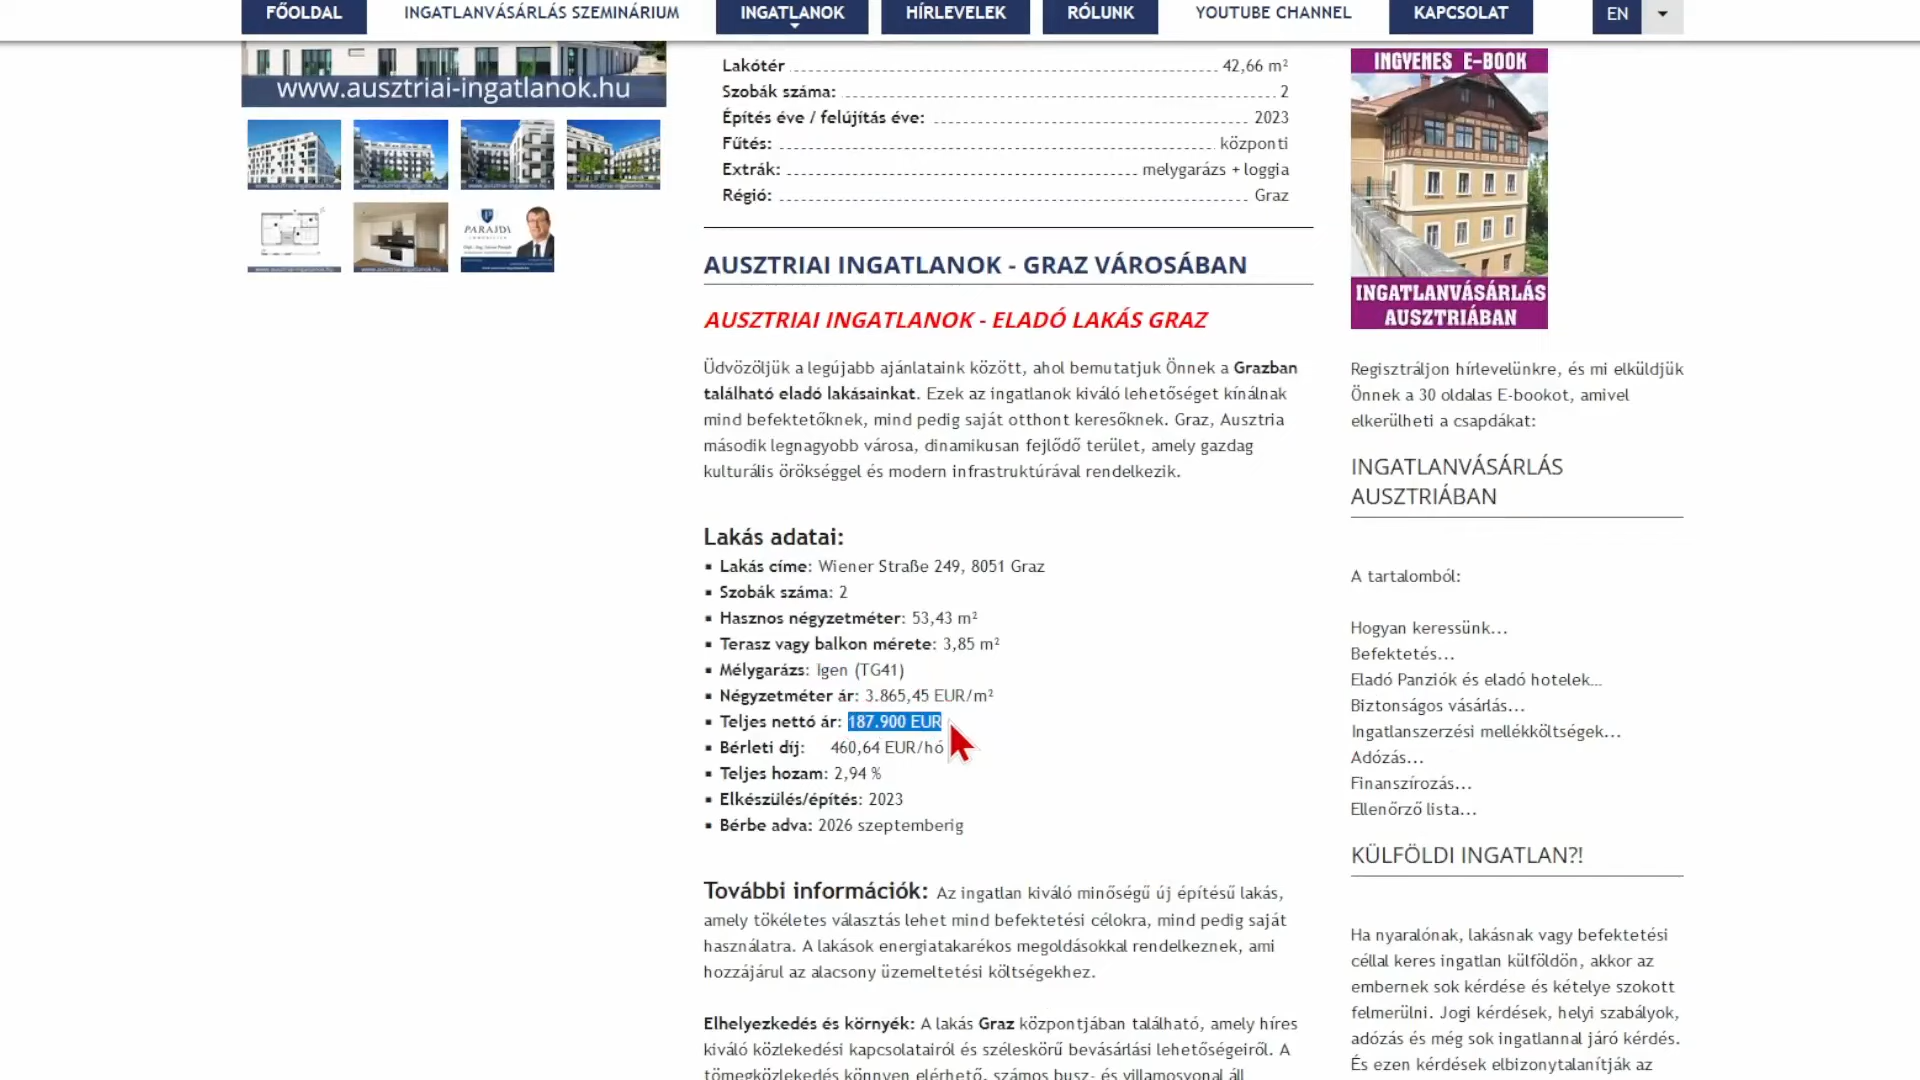 FŐOLDAL
INGATLANVÁSÁRLÁS SZEMINÁRIUM
INGATLANOK
HÍRLEVELEK
RÓLUNK
YOUTUBE CHANNEL
KAPCSOLAT
EN
www.ausztriai-ingatlanok.hu
PARAJDI
Lakótér 42,66 m²
Szobák száma: 2
Építés éve / felújítás éve: 2023
Fűtés: központi
Extrák: melygarázs + loggia
Régió: Graz
AUSZTRIAI INGATLANOK - GRAZ VÁROSÁBAN
AUSZTRIAI INGATLANOK - ELADÓ LAKÁS GRAZ
Üdvözöljük a legújabb ajánlataink között, ahol bemutatjuk Önnek a Grazban
található eladó lakásainkat. Ezek az ingatlanok kiváló lehetőséget kínálnak
mind befektetőknek, mind pedig saját otthont keresőknek. Graz, Ausztria
második legnagyobb városa, dinamikusan fejlődő terület, amely gazdag
kulturális örökséggel és modern infrastruktúrával rendelkezik.
Lakás adatai:
▪ Lakás címe: Wiener Straße 249, 8051 Graz
▪ Szobák száma: 2
▪ Hasznos négyzetméter: 53,43 m²
▪ Terasz vagy balkon mérete: 3,85 m²
▪ Mélygarázs: Igen (TG41)
▪ Négyzetméter ár: 3.865,45 EUR/m²
▪ Teljes nettó ár: 187.900 EUR
▪ Bérleti díj: 460,64 EUR/hó
▪ Teljes hozam: 2,94 %
▪ Elkészülés/építés: 2023
▪ Bérbe adva: 2026 szeptemberig
További információk: Az ingatlan kiváló minőségű új építésű lakás,
amely tökéletes választás lehet mind befektetési célokra, mind pedig saját
használatra. A lakások energiatakarékos megoldásokkal rendelkeznek, ami
hozzájárul az alacsony üzemeltetési költségekhez.
Elhelyezkedés és környék: A lakás Graz központjában található, amely híres
kiváló közlekedési kapcsolatairól és széleskörű bevásárlási lehetőségeiről. A
tömegközlekedés könnyen elérhető, számos busz- és villamosvonal áll
INGYENES E-BOOK
INGATLANVÁSÁRLÁS
AUSZTRIÁBAN
Regisztráljon hírlevelünkre, és mi elküldjük
Önnek a 30 oldalas E-bookot, amivel
elkerülheti a csapdákat:
INGATLANVÁSÁRLÁS
AUSZTRIÁBAN
A tartalomból:
Hogyan keressünk...
Befektetés...
Eladó Panziók és eladó hotelek...
Biztonságos vásárlás...
Ingatlanszerzési mellékköltségek...
Adózás...
Finanszírozás...
Ellenőrző lista...
KÜLFÖLDI INGATLAN?!
Ha nyaralónak, lakásnak vagy befektetési
céllal keres ingatlan külföldön, akkor az
embernek sok kérdése és kételye szokott
felmerülni. Jogi kérdések, helyi szabályok,
adózás és még sok ingatlannal járó kérdés.
És ezen kérdések elbizonytalanítják az